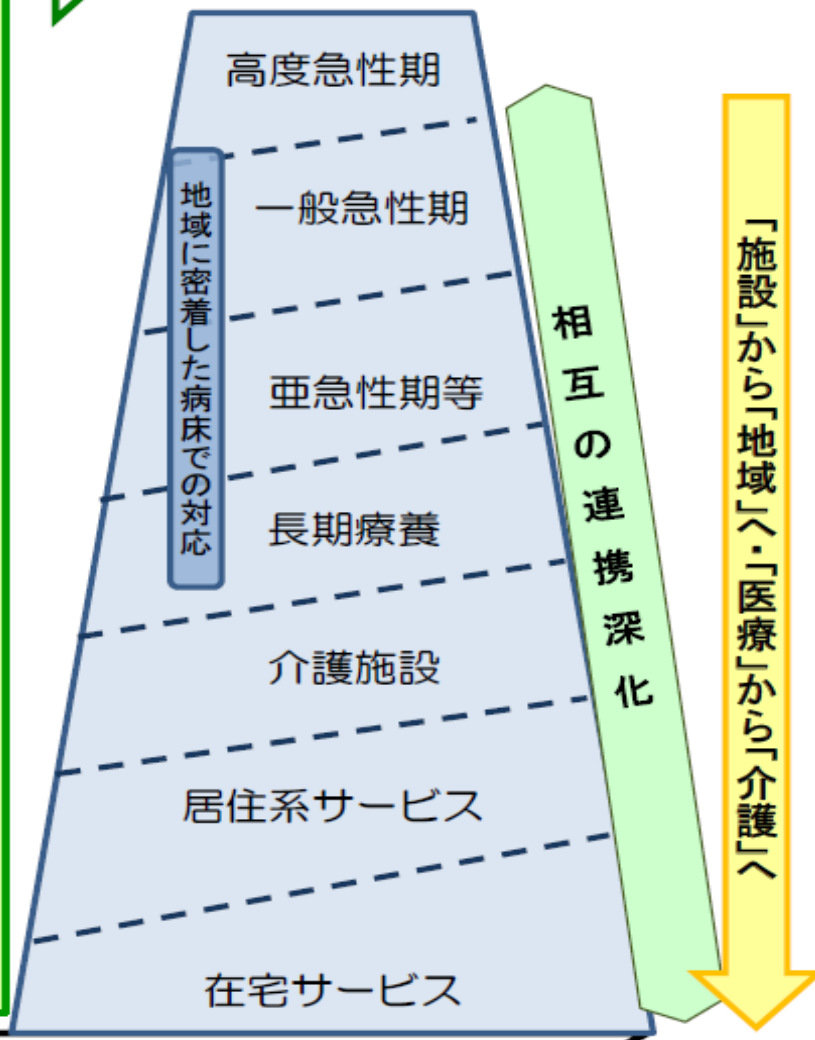 高度急性期
一般急性期
亜急性期等
長期療養
介護施設
居住系サービス
在宅サービス
地域に密着した病床での対応
相互の連携深化
「施設」から「地域」へ・「医療」から「介護」へ